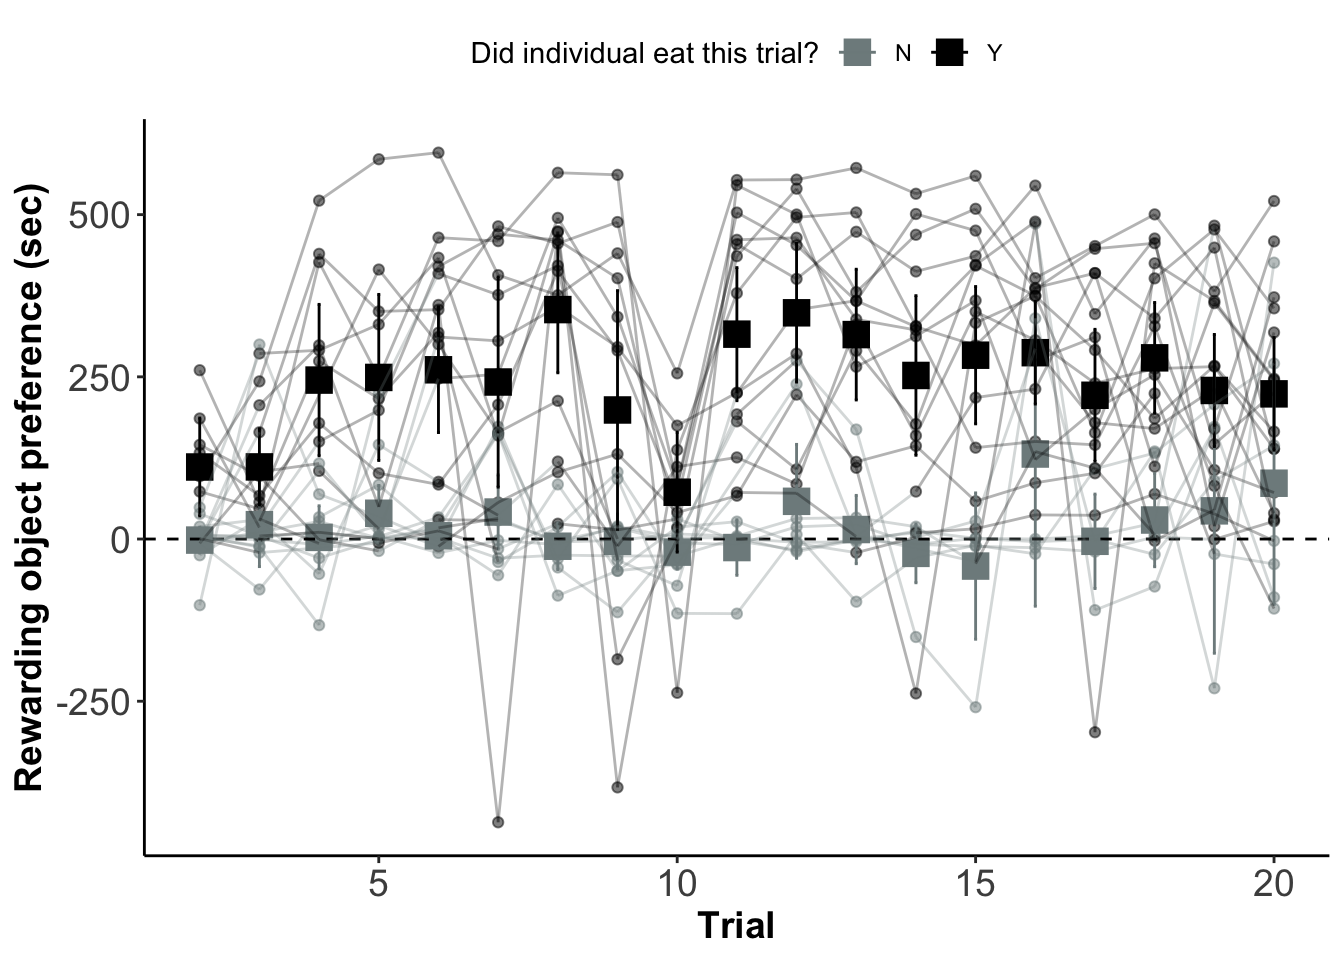 Did individual eat this trial? N Y
Rewarding object preference (sec)
500
250
0
-250
5 10 15 20
Trial